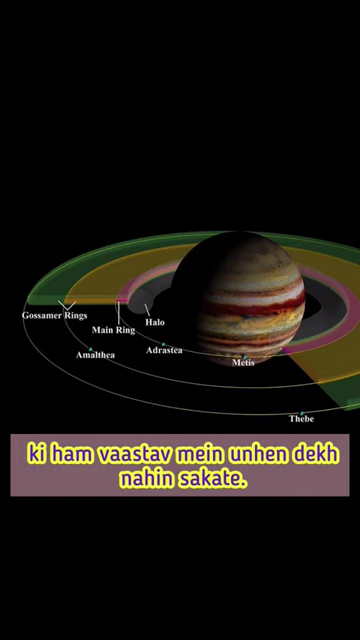 Gossamer Rings
Halo
Main Ring
Adrastea
Amalthea
Metis
Thebe
ki ham vaastav mein unhen dekh
nahin sakate.